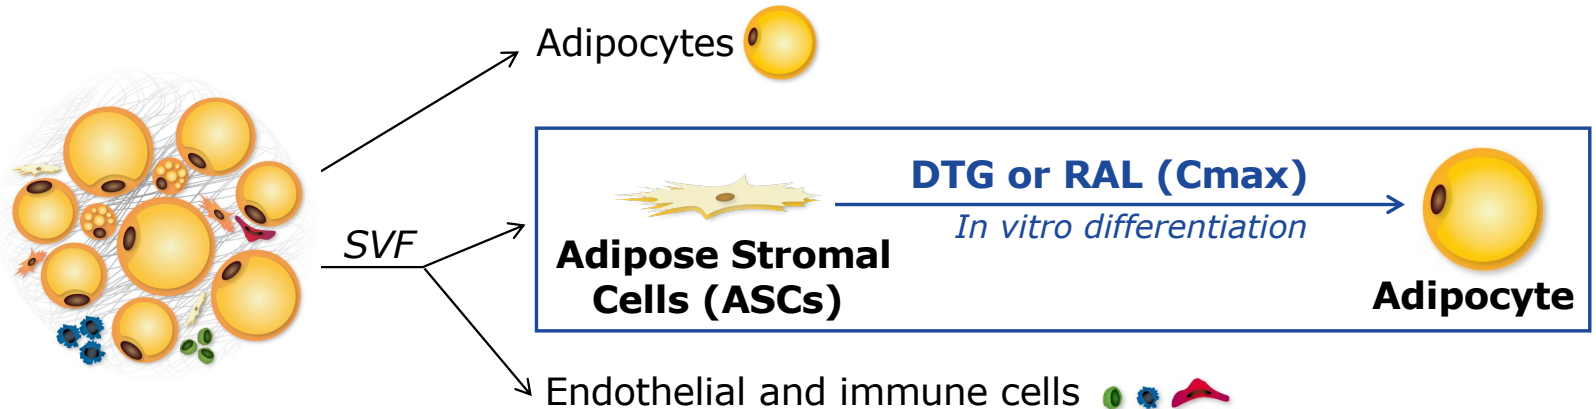 Adipocytes
SVF
DTG or RAL (Cmax)
In vitro differentiation
Adipose Stromal
Cells (ASCs)
Adipocyte
Endothelial and immune cells